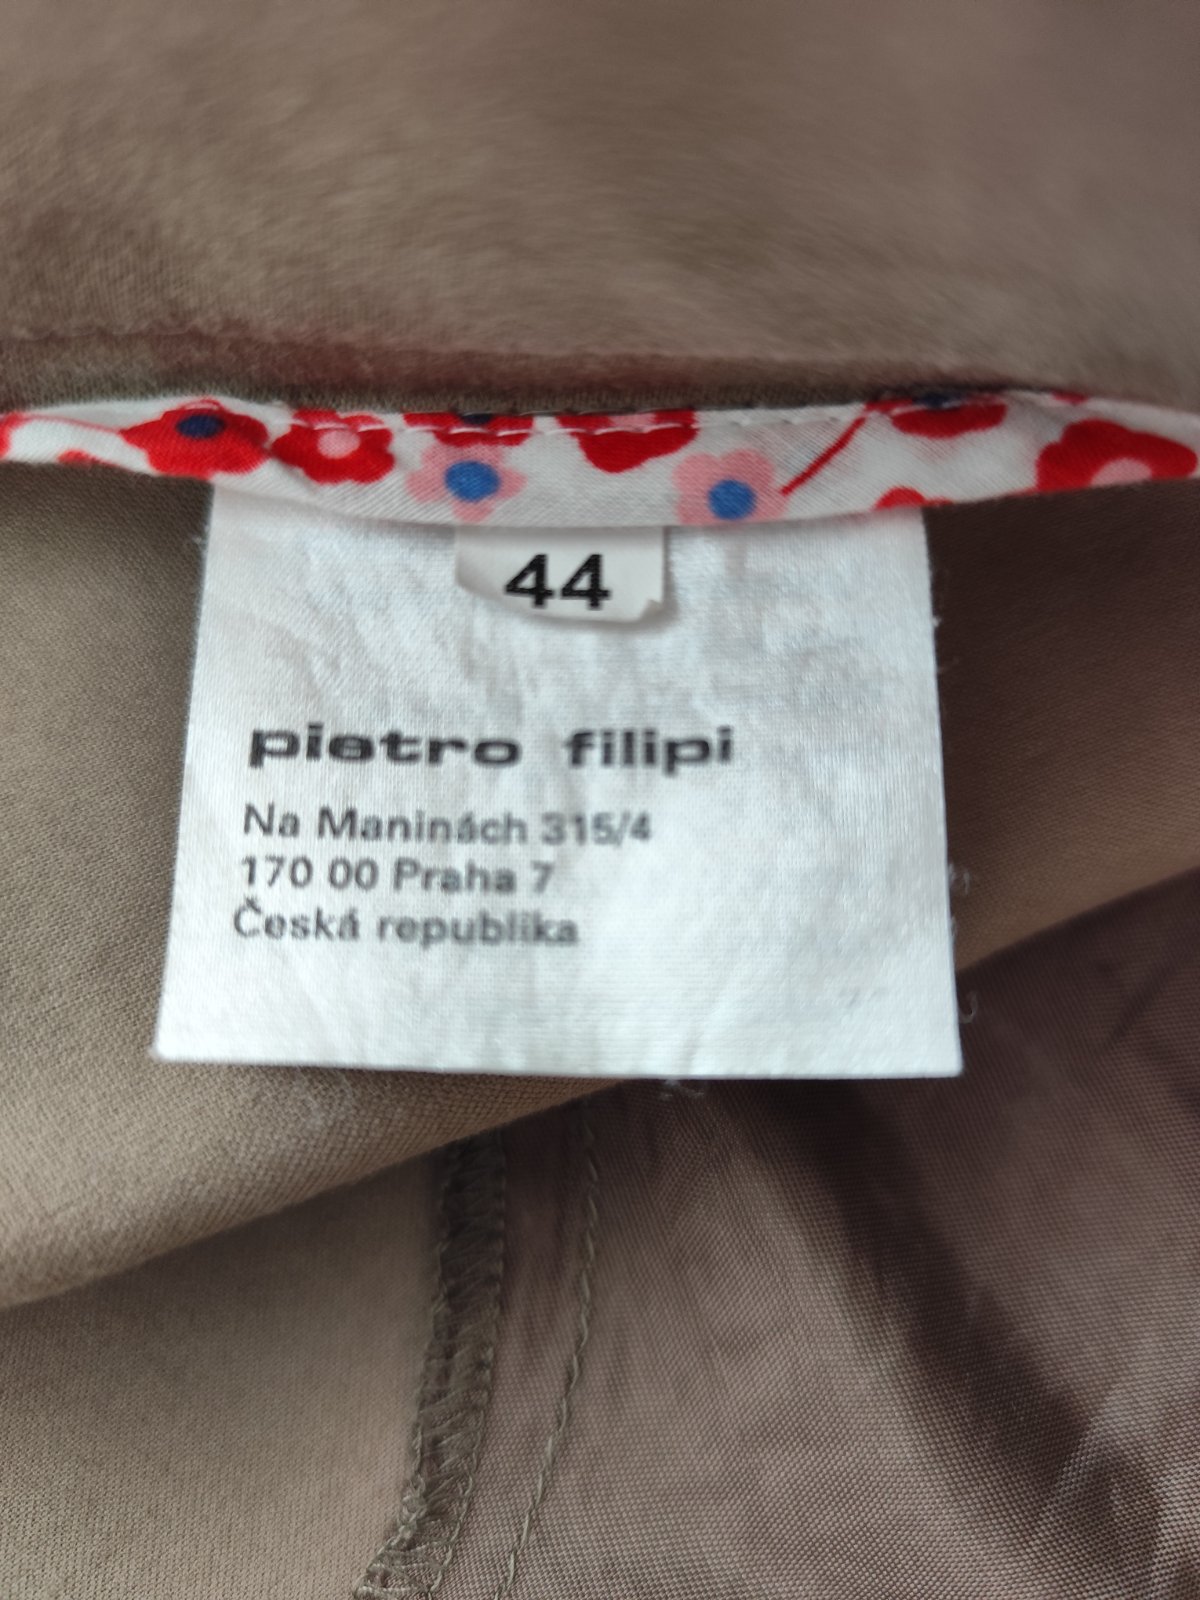 44
pietro filipi
Na Maninách 315/4
170 00 Praha 7
Česká republika